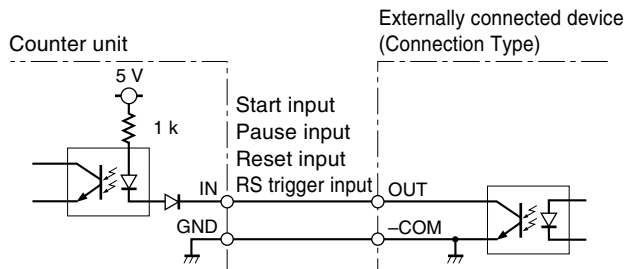 Externally connected device
Counter unit
(Connection Type)
5 V
Start input
1 k
Pause input
Reset input
IN
RS trigger input
OUT
GND
–COM